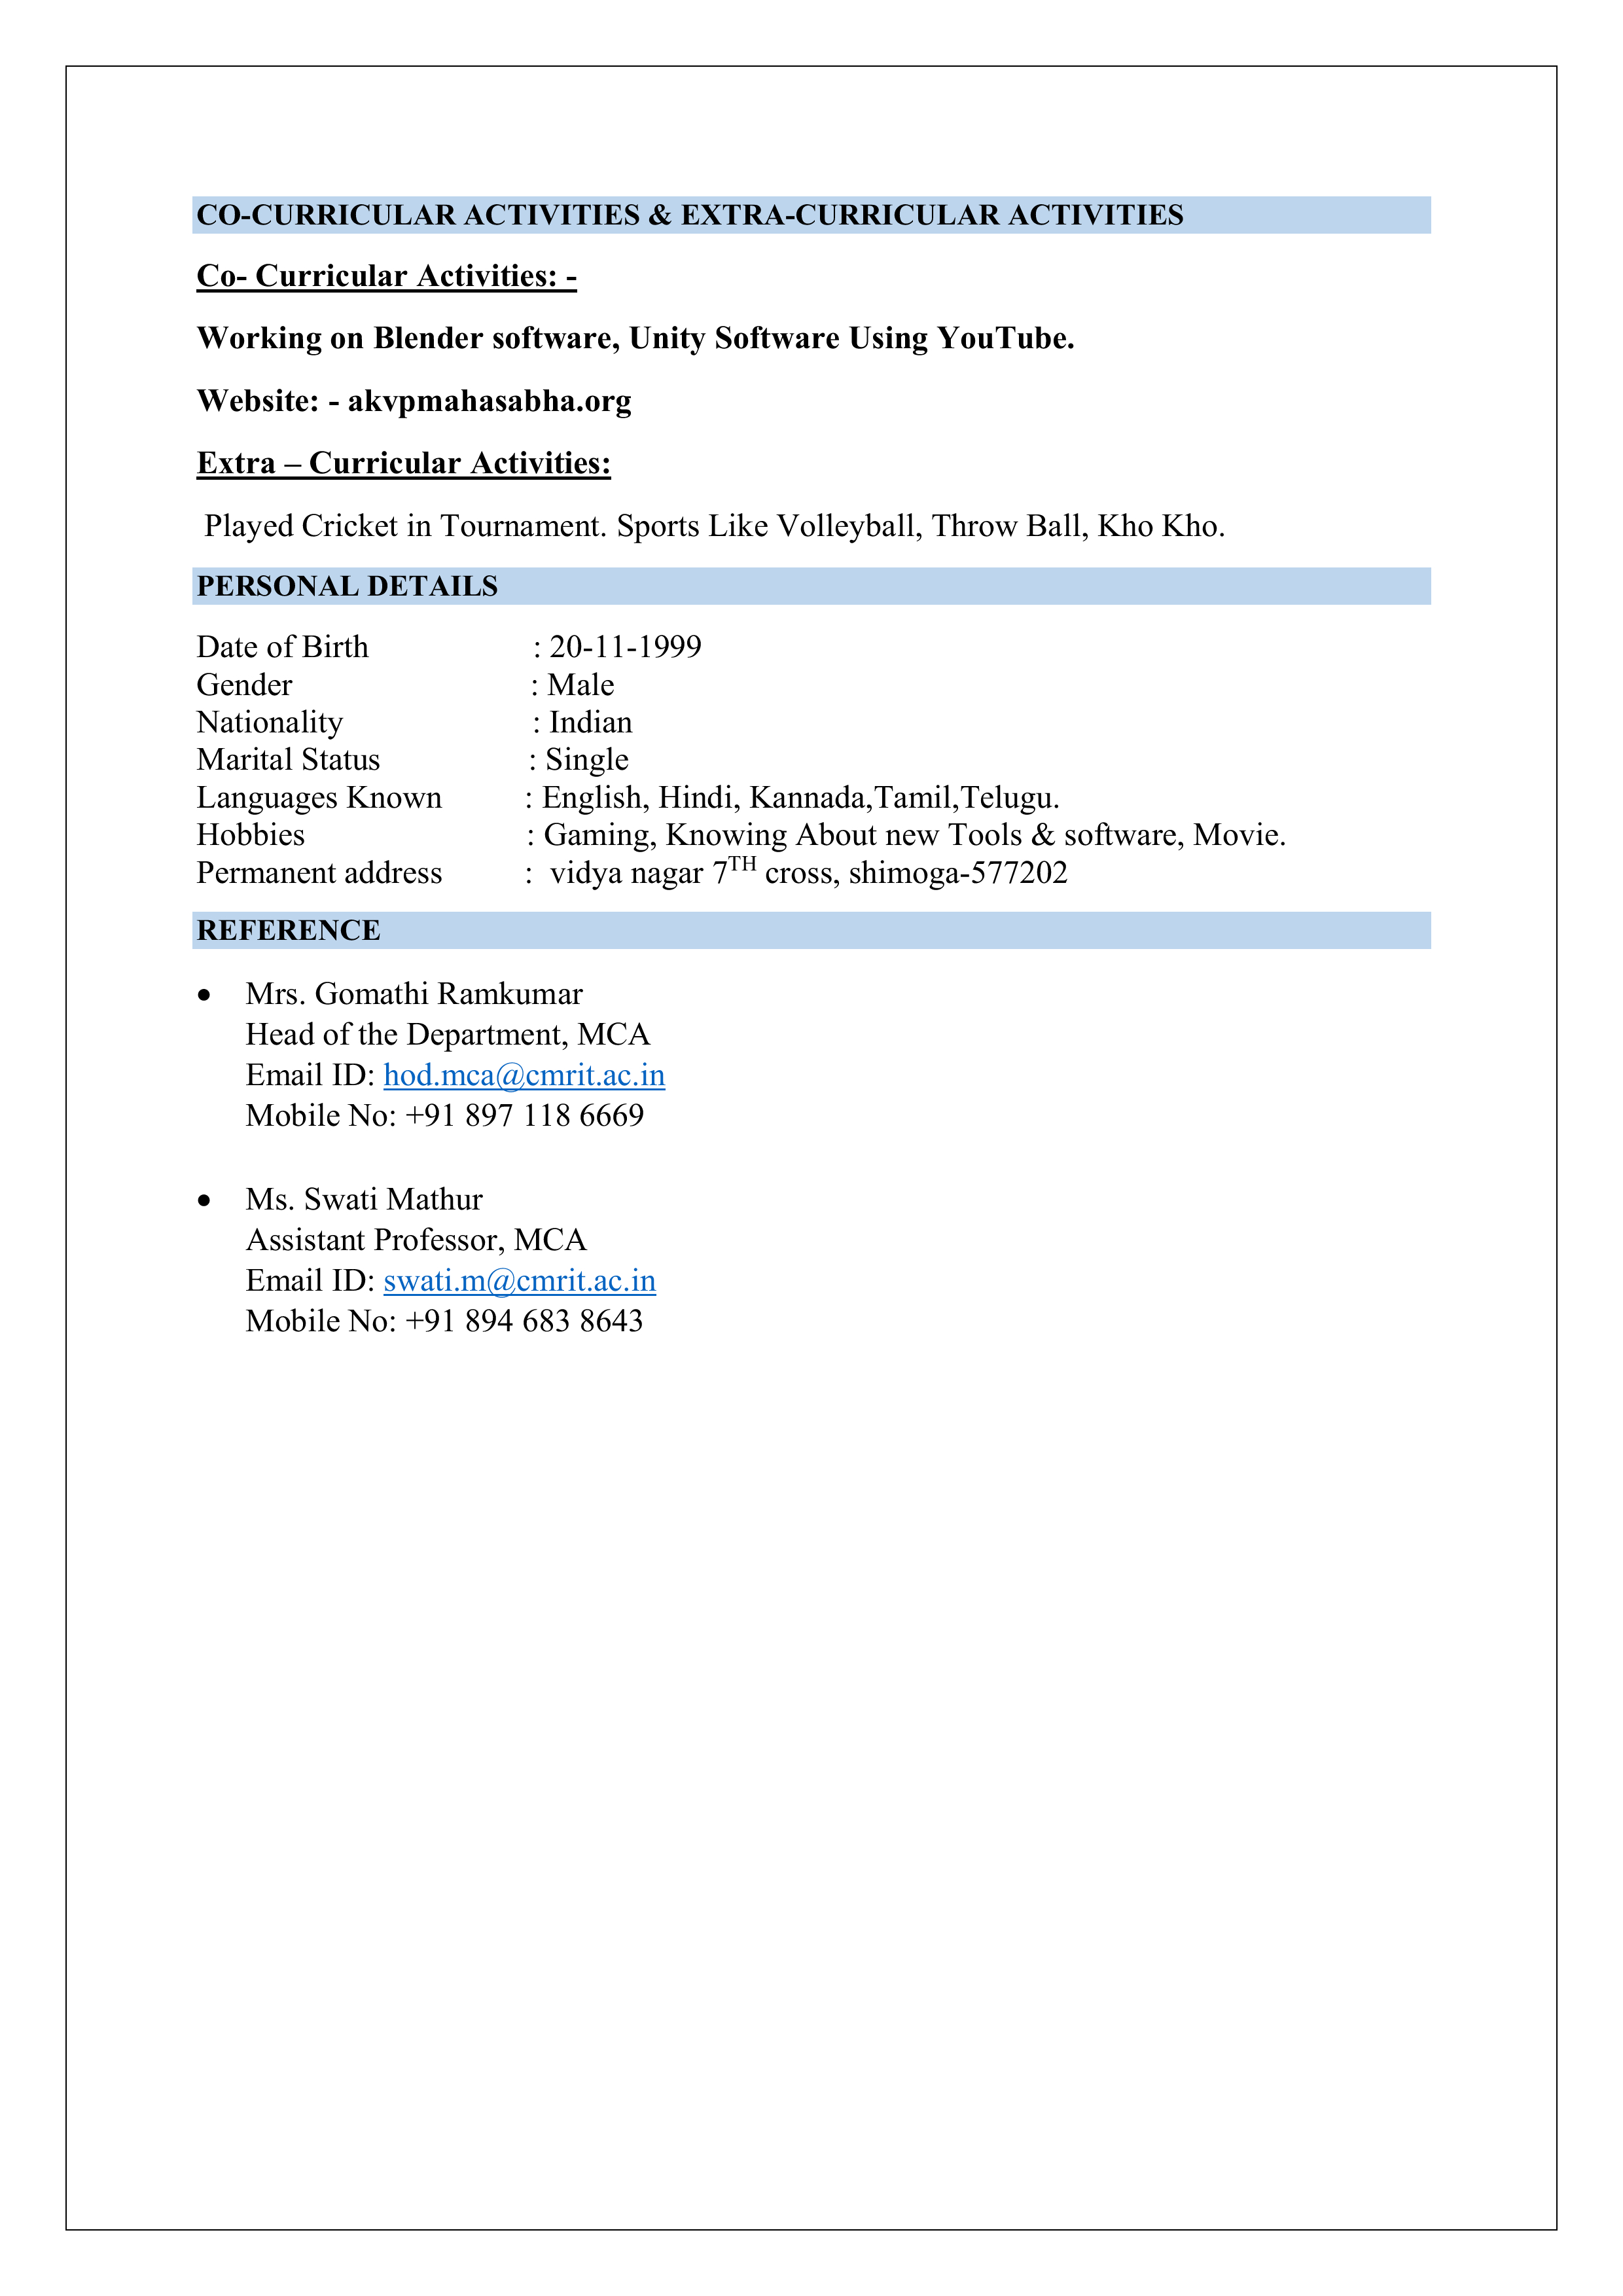 CO-CURRICULAR ACTIVITIES & EXTRA-CURRICULAR ACTIVITIES
Co- Curricular Activities: -
Working on Blender software, Unity Software Using YouTube.
Website: - akvpmahasabha.org
Extra – Curricular Activities:
Played Cricket in Tournament. Sports Like Volleyball, Throw Ball, Kho Kho.
PERSONAL DETAILS
Date of Birth : 20-11-1999
Gender : Male
Nationality : Indian
Marital Status : Single
Languages Known : English, Hindi, Kannada,Tamil,Telugu.
Hobbies : Gaming, Knowing About new Tools & software, Movie.
Permanent address : vidya nagar 7TH cross, shimoga-577202
REFERENCE
• Mrs. Gomathi Ramkumar
Head of the Department, MCA
Email ID: hod.mca@cmrit.ac.in
Mobile No: +91 897 118 6669
• Ms. Swati Mathur
Assistant Professor, MCA
Email ID: swati.m@cmrit.ac.in
Mobile No: +91 894 683 8643